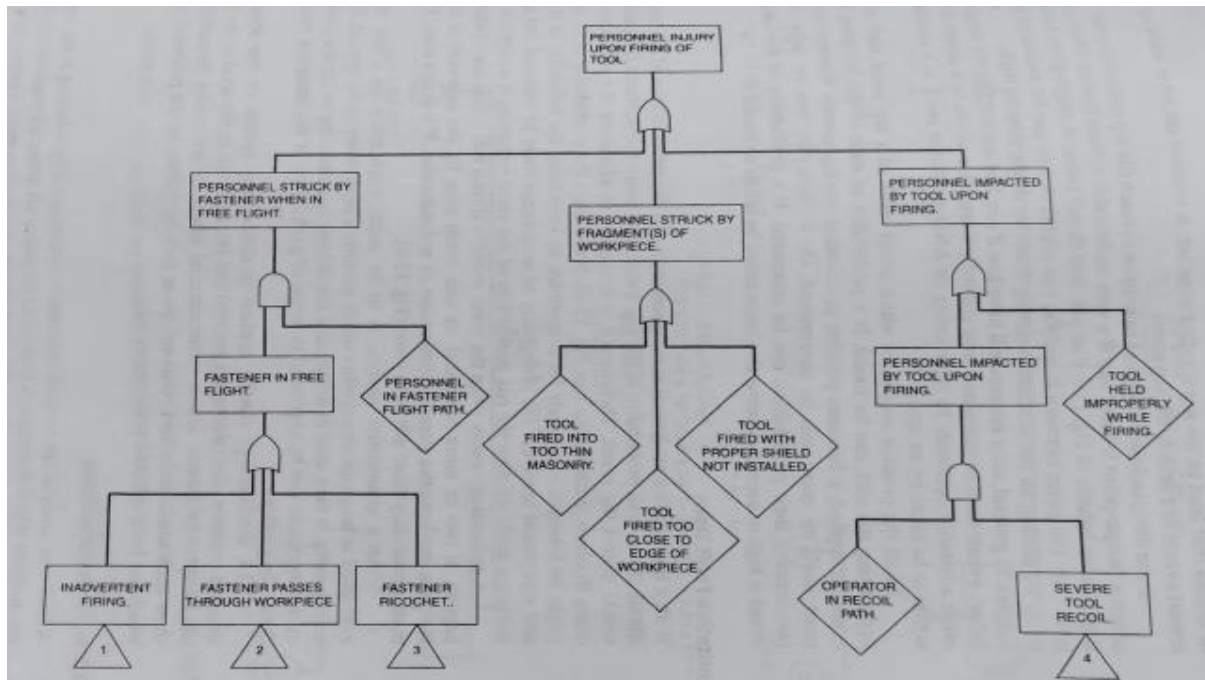 PERSONNEL INJURY
UPON FIRING OF
TOOL.
PERSONNEL STRUCK BY
FASTENER WHEN IN
FREE FLIGHT.
PERSONNEL STRUCK BY
FRAGMENT(S) OF
WORKPIECE.
PERSONNEL IMPACTED
BY TOOL UPON
FIRING.
FASTENER IN FREE
FLIGHT.
PERSONNEL
IN FASTENER
FLIGHT PATH.
TOOL
FIRED INTO
TOO THIN
MASONRY.
TOOL
FIRED TOO
CLOSE TO
EDGE OF
WORKPIECE.
TOOL
FIRED WITH
PROPER SHIELD
NOT INSTALLED.
PERSONNEL IMPACTED
BY TOOL UPON
FIRING.
TOOL
HELD
IMPROPERLY
WHILE
FIRING.
INADVERTENT
FIRING.
1
FASTENER PASSES
THROUGH WORKPIECE.
2
FASTENER
RICOCHET..
3
OPERATOR
IN RECOIL
PATH.
SEVERE
TOOL
RECOIL.
4